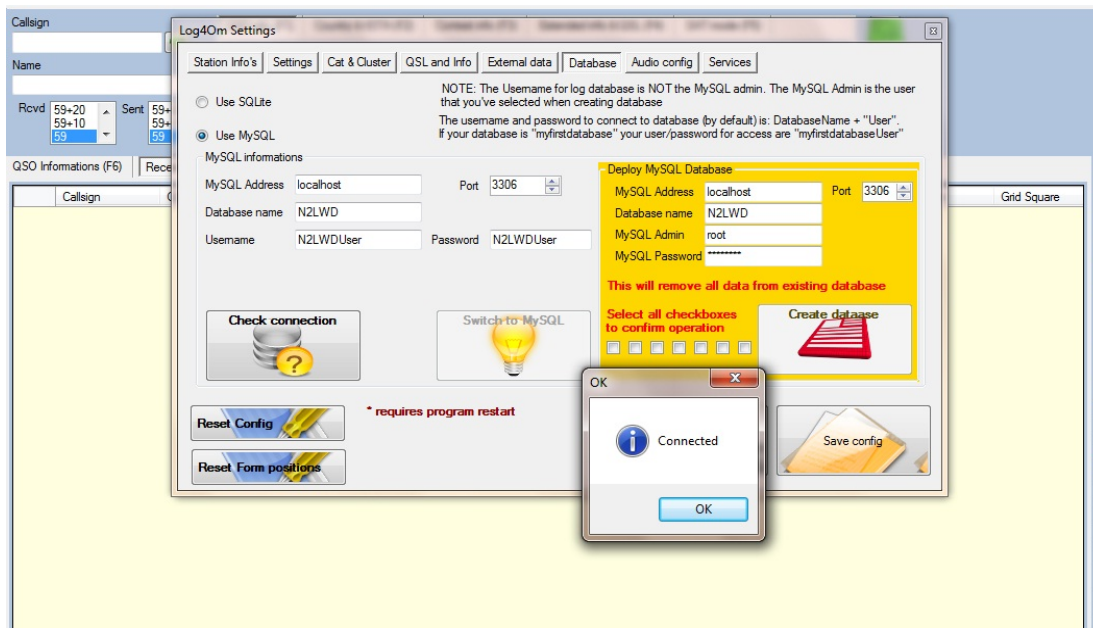 Callsign
Name
Rcvd 59+20 Sent 59+
59+10 59+
59 59
QSO Informations (F6) Rece
Callsign
Grid Square
Log4Om Settings
Station Info's Settings Cat & Cluster QSL and Info External data Database Audio config Services
Use SQLite
Use MySQL
NOTE: The Username for log database is NOT the MySQL admin. The MySQL Admin is the user
that you've selected when creating database
The username and password to connect to database (by default) is: DatabaseName + "User".
If your database is "myfirstdatabase" your user/password for access are "myfirstdatabaseUser"
MySQL informations
MySQL Address localhost Port 3306
Database name N2LWD
Username N2LWDUser Password N2LWDUser
Check connection
Switch to MySQL
Deploy MySQL Database
MySQL Address localhost Port 3306
Database name N2LWD
MySQL Admin root
MySQL Password ********
This will remove all data from existing database
Select all checkboxes
to confirm operation
Create dataase
Reset Config
* requires program restart
Reset Form positions
Save config
OK
Connected
OK